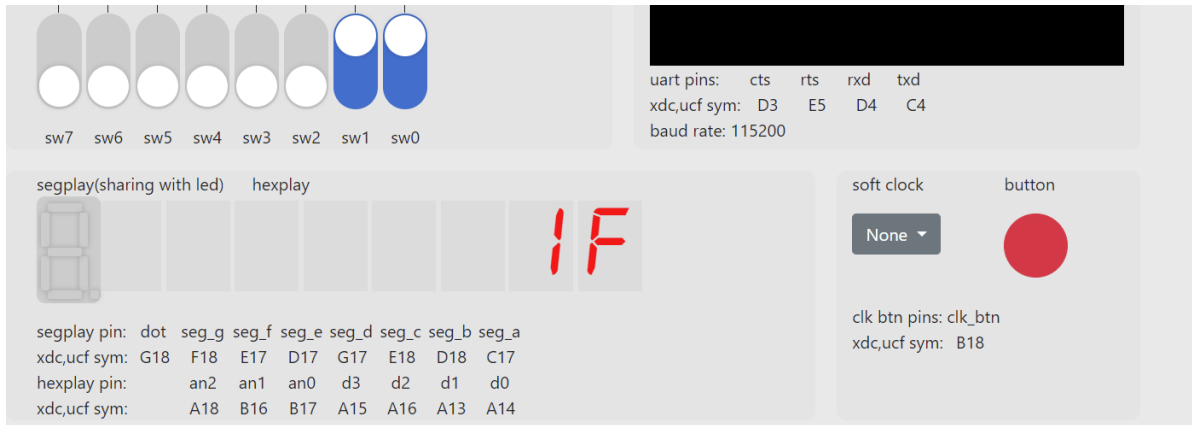 sw7 sw6 sw5 sw4 sw3 sw2 sw1 sw0
uart pins: cts rts rxd txd
xdc,ucf sym: D3 E5 D4 C4
baud rate: 115200
segplay(sharing with led) hexplay
1F
segplay pin: dot seg_g seg_f seg_e seg_d seg_c seg_b seg_a
xdc,ucf sym: G18 F18 E17 D17 G17 E18 D18 C17
hexplay pin: an2 an1 an0 d3 d2 d1 d0
xdc,ucf sym: A18 B16 B17 A15 A16 A13 A14
soft clock button
None
clk btn pins: clk_btn
xdc,ucf sym: B18